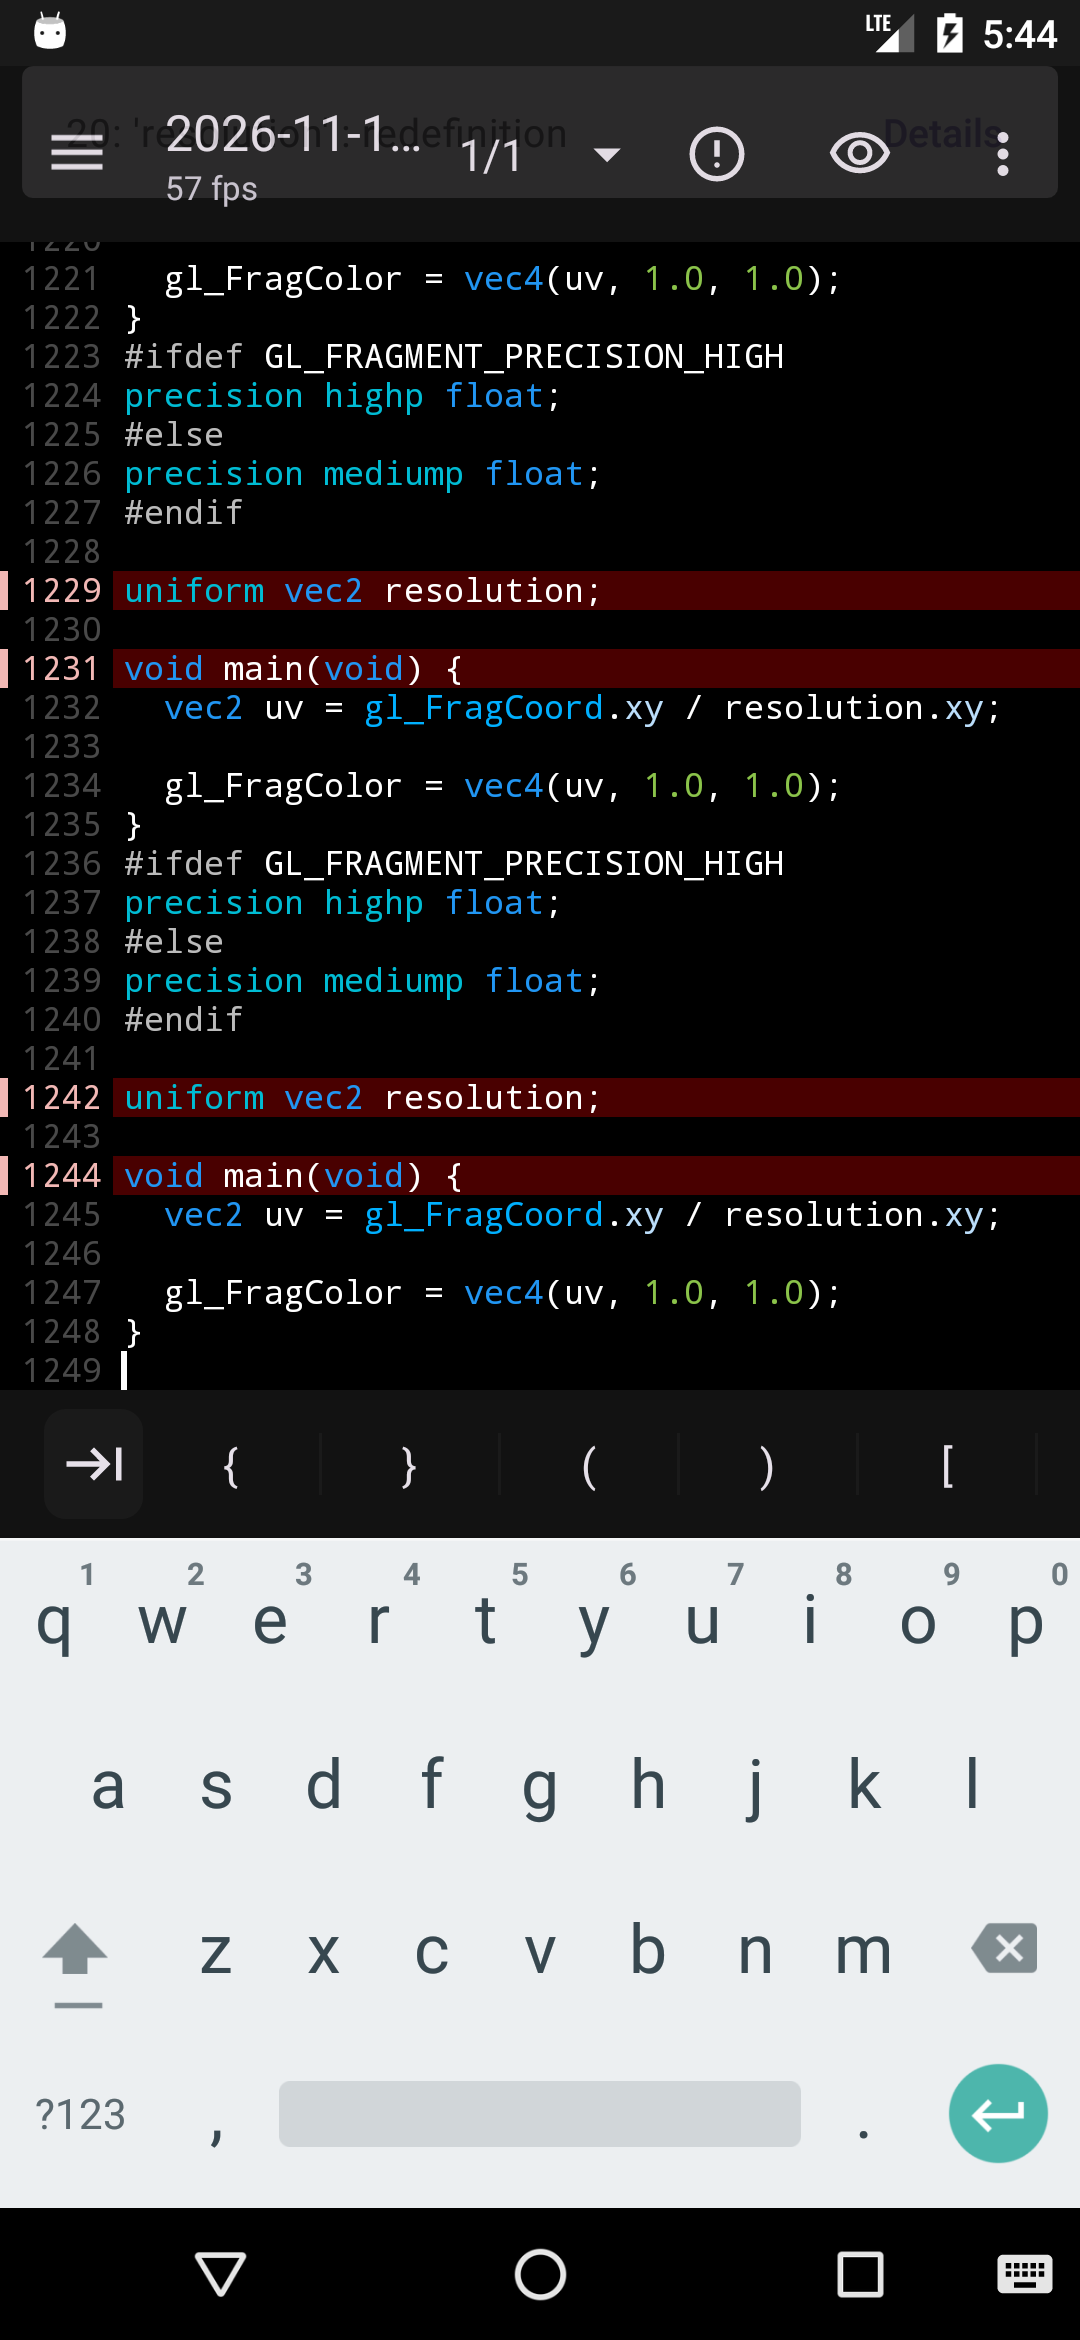 LTE 5:44
20: 'resolution' : redefinition Details
2026-11-1... 1/1
57 fps
1220
1221 gl_FragColor = vec4(uv, 1.0, 1.0);
1222 }
1223 #ifdef GL_FRAGMENT_PRECISION_HIGH
1224 precision highp float;
1225 #else
1226 precision mediump float;
1227 #endif
1228
1229 uniform vec2 resolution;
1230
1231 void main(void) {
1232 vec2 uv = gl_FragCoord.xy / resolution.xy;
1233
1234 gl_FragColor = vec4(uv, 1.0, 1.0);
1235 }
1236 #ifdef GL_FRAGMENT_PRECISION_HIGH
1237 precision highp float;
1238 #else
1239 precision mediump float;
1240 #endif
1241
1242 uniform vec2 resolution;
1243
1244 void main(void) {
1245 vec2 uv = gl_FragCoord.xy / resolution.xy;
1246
1247 gl_FragColor = vec4(uv, 1.0, 1.0);
1248 }
1249
{ } ( ) [
1 2 3 4 5 6 7 8 9 0
q w e r t y u i o p
a s d f g h j k l
z x c v b n m
?123 , .